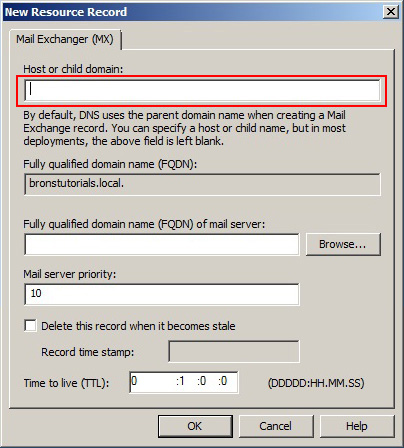 New Resource Record
Mail Exchanger (MX)
Host or child domain:
By default, DNS uses the parent domain name when creating a Mail
Exchange record. You can specify a host or child name, but in most
deployments, the above field is left blank.
Fully qualified domain name (FQDN):
bronstutorials.local.
Fully qualified domain name (FQDN) of mail server:
Browse...
Mail server priority:
10
Delete this record when it becomes stale
Record time stamp:
Time to live (TTL): 0 :1 :0 :0 (DDDDD:HH.MM.SS)
OK Cancel Help